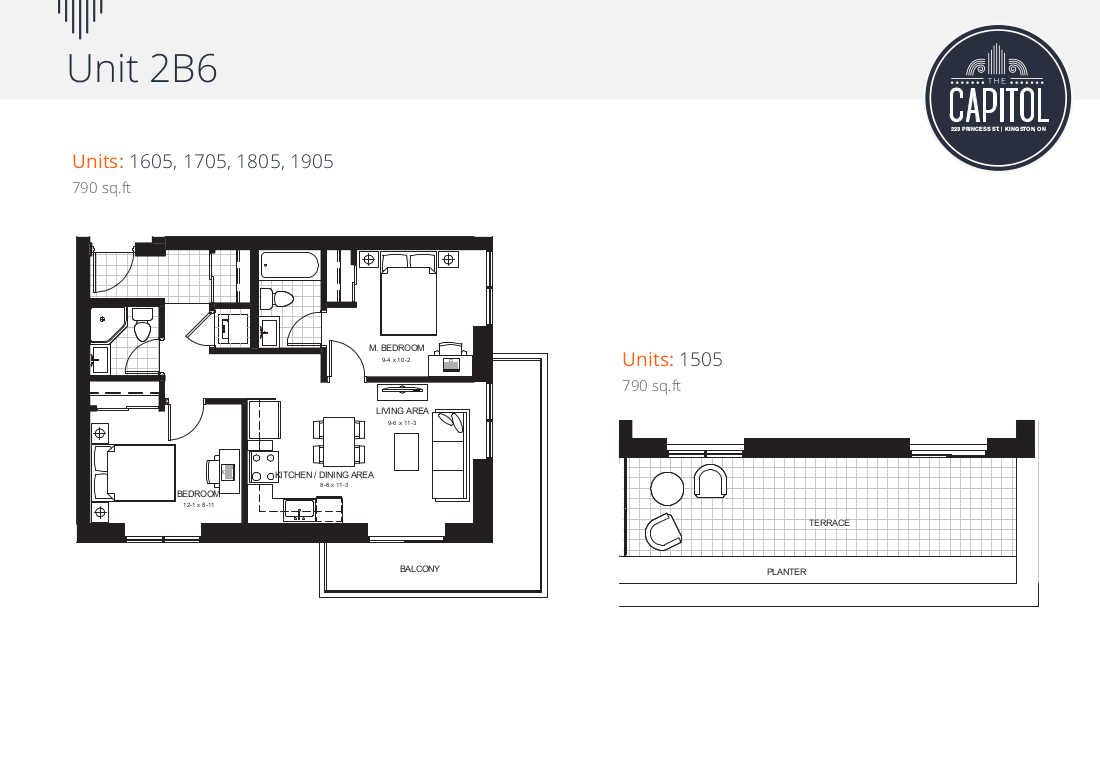 Unit 2B6
THE
CAPITOL
223 PRINCESS ST. | KINGSTON, ON
Units: 1605, 1705, 1805, 1905
790 sq.ft
M. BEDROOM
9-4 x 10-2
LIVING AREA
9-6 x 11-3
KITCHEN / DINING AREA
8-6 x 11-3
BEDROOM
12-1 x 8-11
BALCONY
Units: 1505
790 sq.ft
TERRACE
PLANTER